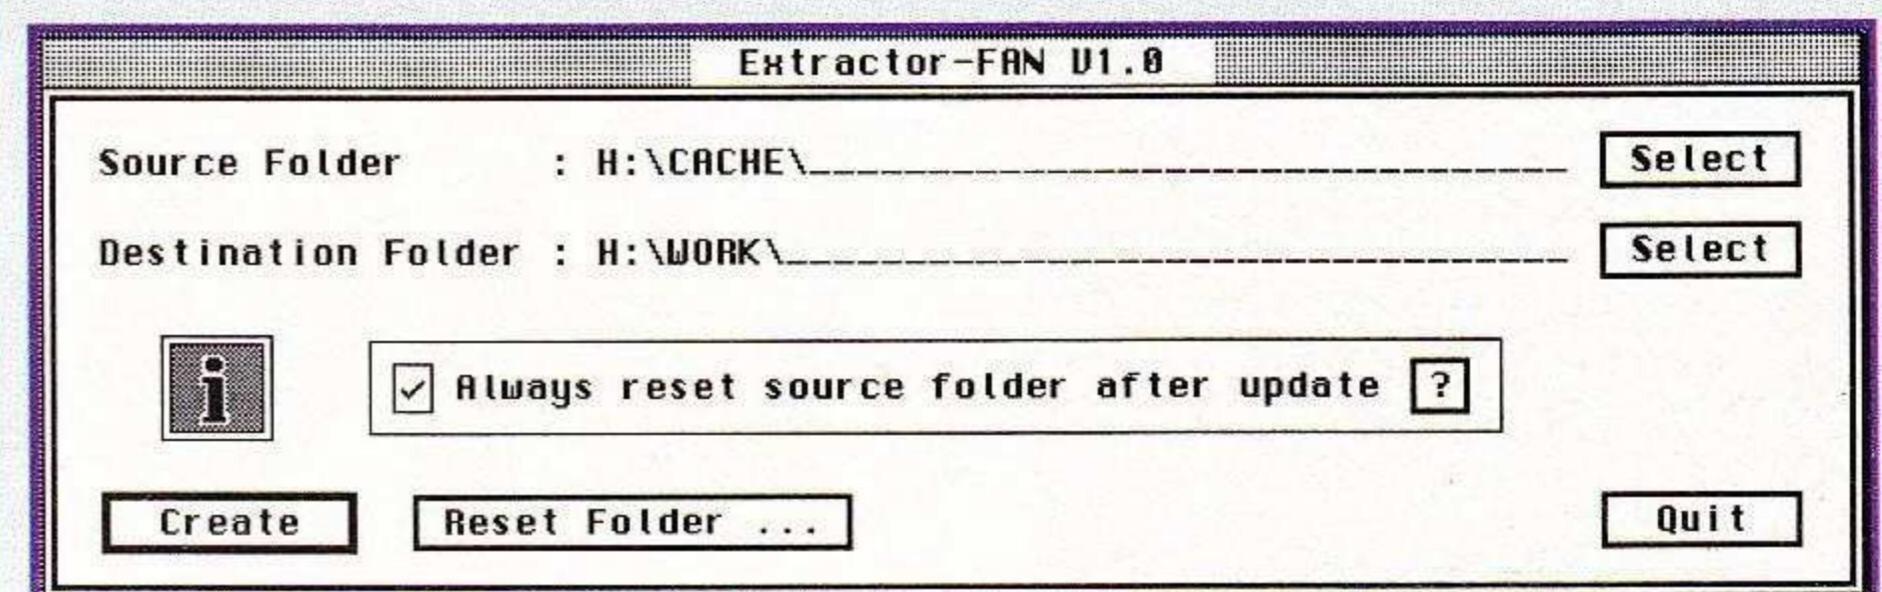 Extractor-FAN V1.0
Source Folder : H:\CACHE\ Select
Destination Folder : H:\WORK\ Select
i
Always reset source folder after update ?
Create Reset Folder ... Quit